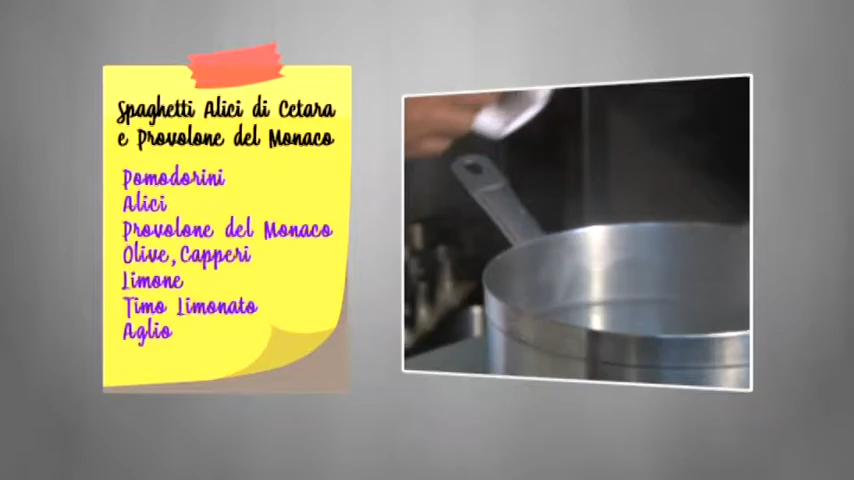 Spaghetti Alici di Cetara
e Provolone del Monaco
Pomodorini
Alici
Provolone del Monaco
Olive, Capperi
Limone
Timo Limonato
Aglio